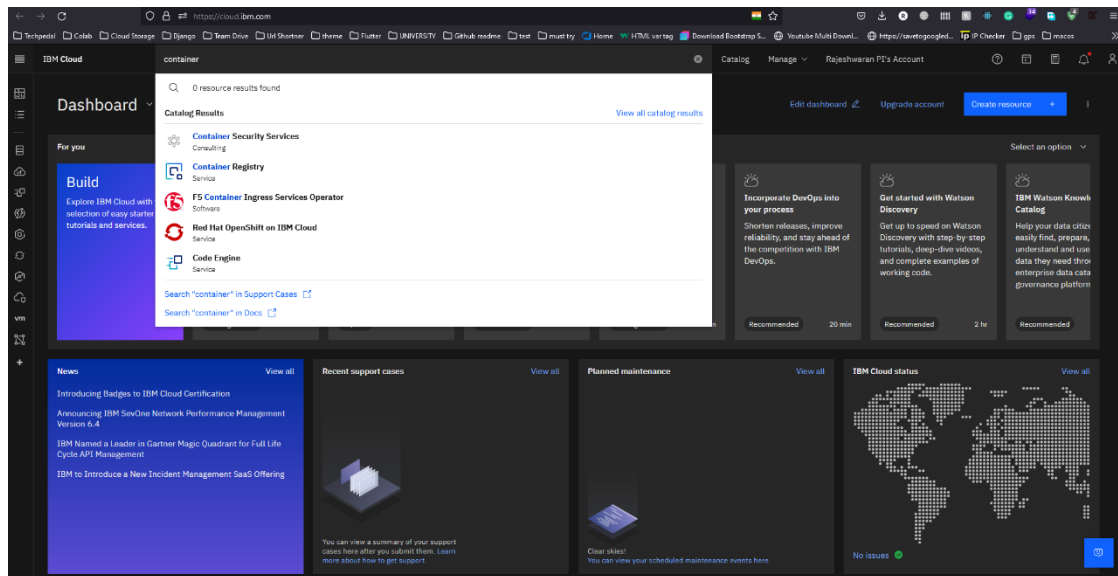 https://cloud.ibm.com
Techpedal Colab Cloud Storage Django Team Drive Url Shortner theme Flutter UNIVERSITY Github readme test must try Home HTML var tag Download Bootstrap S... Youtube Multi Downl... https://savetogoogled... IP Checker gps macos
IBM Cloud container Catalog Manage Rajeshwaran PI's Account
0 resource results found
Catalog Results View all catalog results
Container Security Services
Consulting
Container Registry
Service
F5 Container Ingress Services Operator
Software
Red Hat OpenShift on IBM Cloud
Service
Code Engine
Service
Search "container" in Support Cases
Search "container" in Docs
Dashboard Edit dashboard Upgrade account Create resource +
For you Select an option
Build
Explore IBM Cloud with
selection of easy starter
tutorials and services.
Incorporate DevOps into
your process
Shorten releases, improve
reliability, and stay ahead of
the competition with IBM
DevOps.
Recommended 20 min
Get started with Watson
Discovery
Get up to speed on Watson
Discovery with step-by-step
tutorials, deep-dive videos,
and complete examples of
working code.
Recommended 2 hr
IBM Watson Knowl
Catalog
Help your data citize
easily find, prepare,
understand and use
data they need thro
enterprise data cata
governance platform
Recommended
vm
News View all
Introducing Badges to IBM Cloud Certification
Announcing IBM SevOne Network Performance Management
Version 6.4
IBM Named a Leader in Gartner Magic Quadrant for Full Life
Cycle API Management
IBM to Introduce a New Incident Management SaaS Offering
Recent support cases View all
You can view a summary of your support
cases here after you submit them. Learn
more about how to get support.
Planned maintenance View all
Clear skies!
You can view your scheduled maintenance events here.
IBM Cloud status View all
No issues